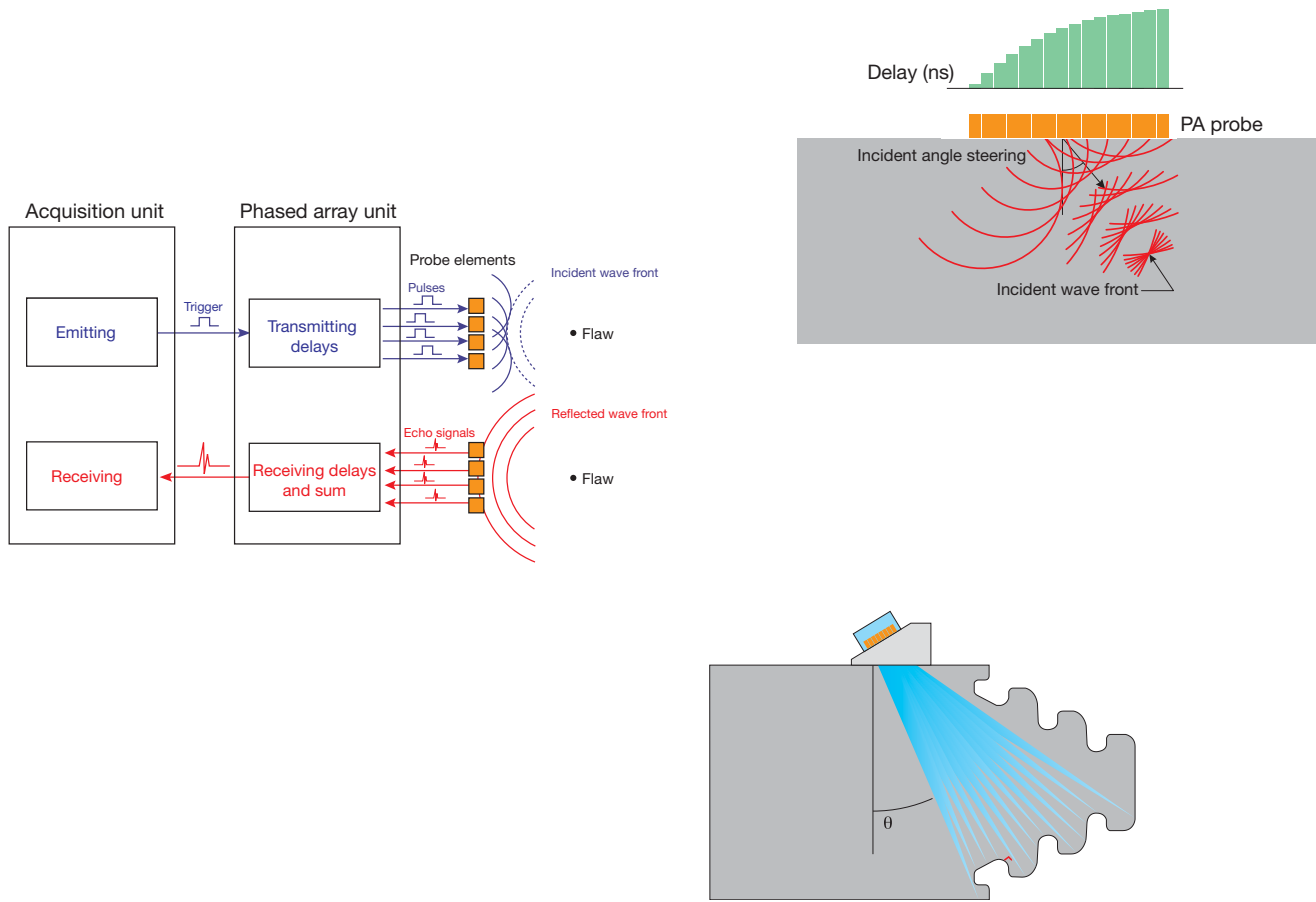 Delay (ns)
PA probe
Incident angle steering
Incident wave front
Acquisition unit
Phased array unit
Probe elements
Incident wave front
Pulses
Trigger
Emitting
Transmitting
delays
• Flaw
Reflected wave front
Echo signals
Receiving
Receiving delays
and sum
• Flaw
θ